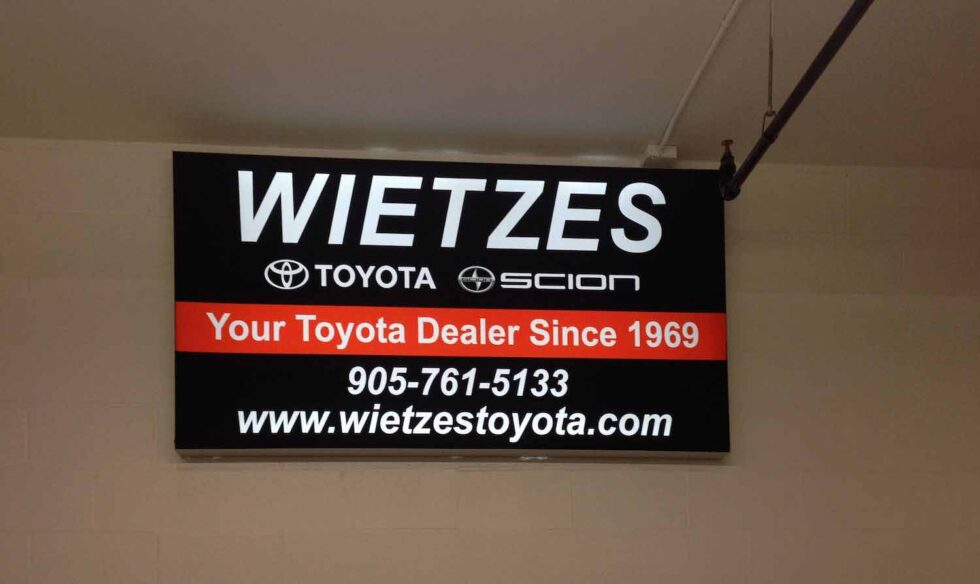 WIETZES
TOYOTA SCION
Your Toyota Dealer Since 1969
905-761-5133
www.wietzestoyota.com